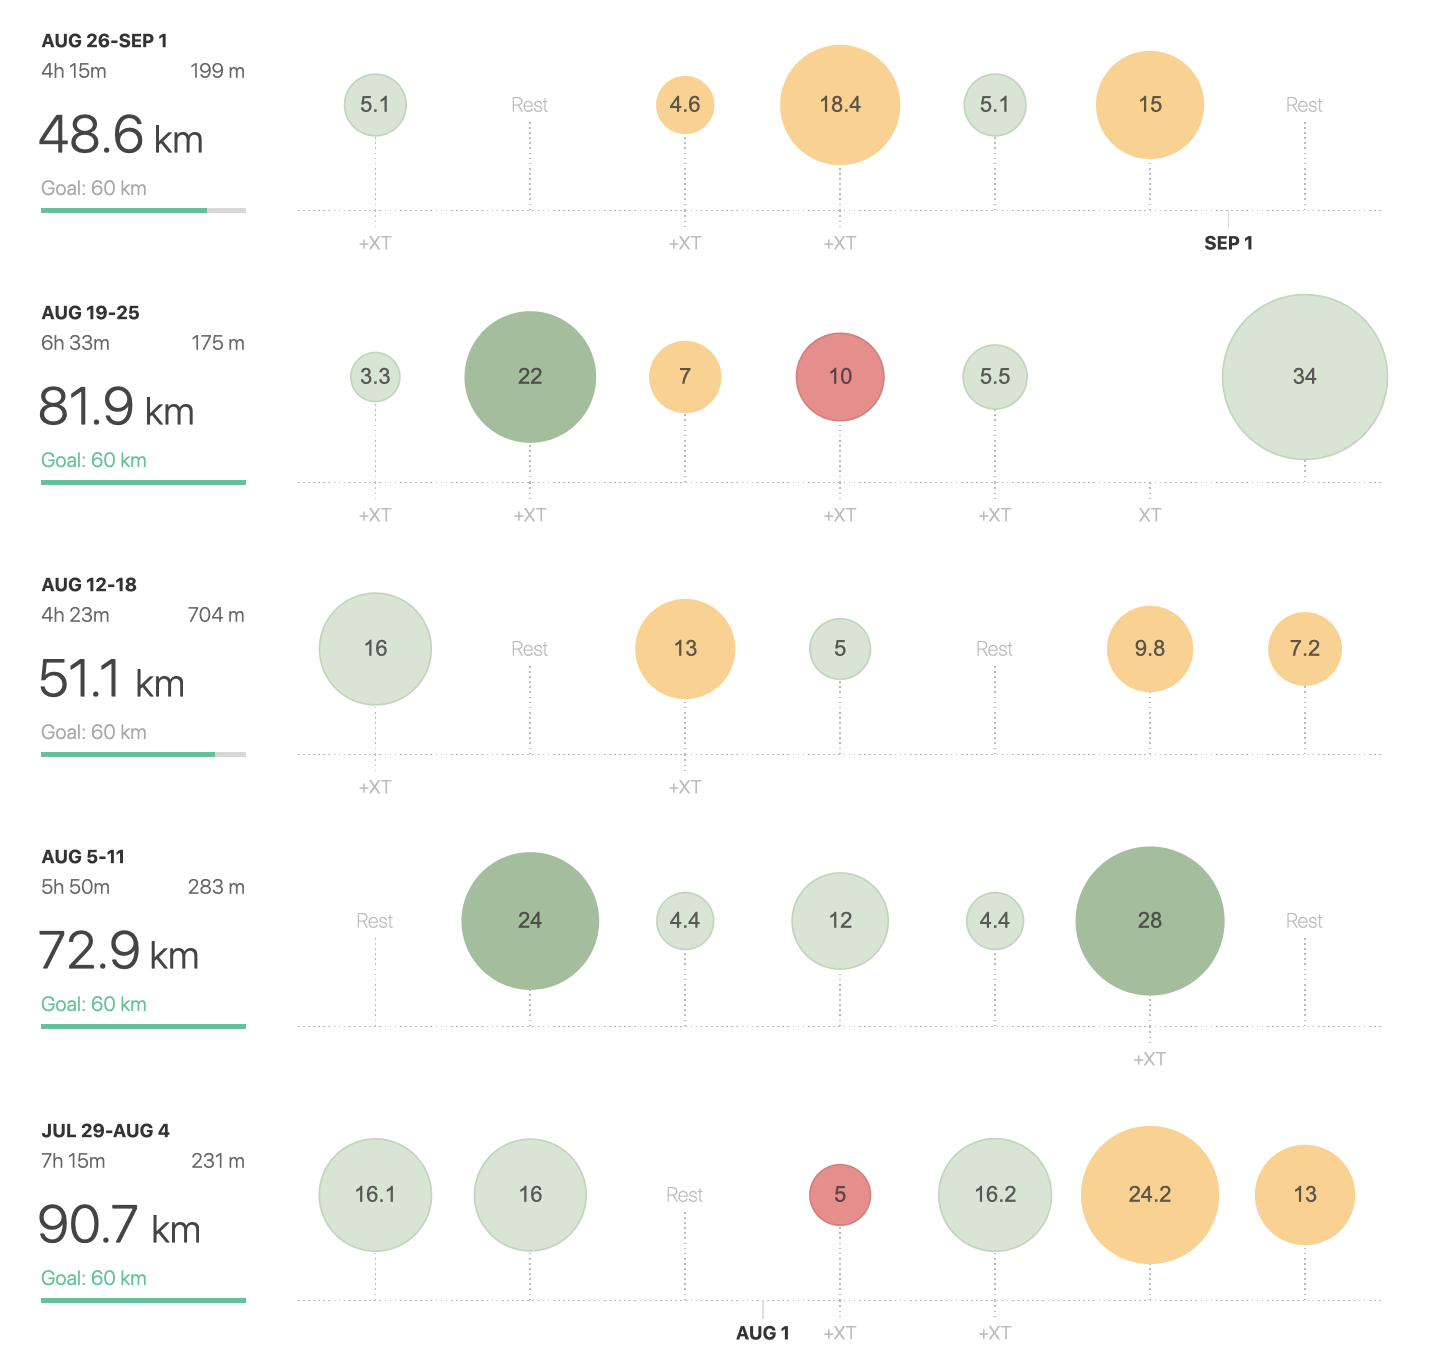 AUG 26-SEP 1
4h 15m 199 m
48.6 km
Goal: 60 km
5.1 Rest 4.6 18.4 5.1 15 Rest
+XT +XT +XT SEP 1
AUG 19-25
6h 33m 175 m
81.9 km
Goal: 60 km
3.3 22 7 10 5.5 34
+XT +XT +XT +XT XT
AUG 12-18
4h 23m 704 m
51.1 km
Goal: 60 km
16 Rest 13 5 Rest 9.8 7.2
+XT +XT
AUG 5-11
5h 50m 283 m
72.9 km
Goal: 60 km
Rest 24 4.4 12 4.4 28 Rest
+XT
JUL 29-AUG 4
7h 15m 231 m
90.7 km
Goal: 60 km
16.1 16 Rest 5 16.2 24.2 13
AUG 1 +XT +XT